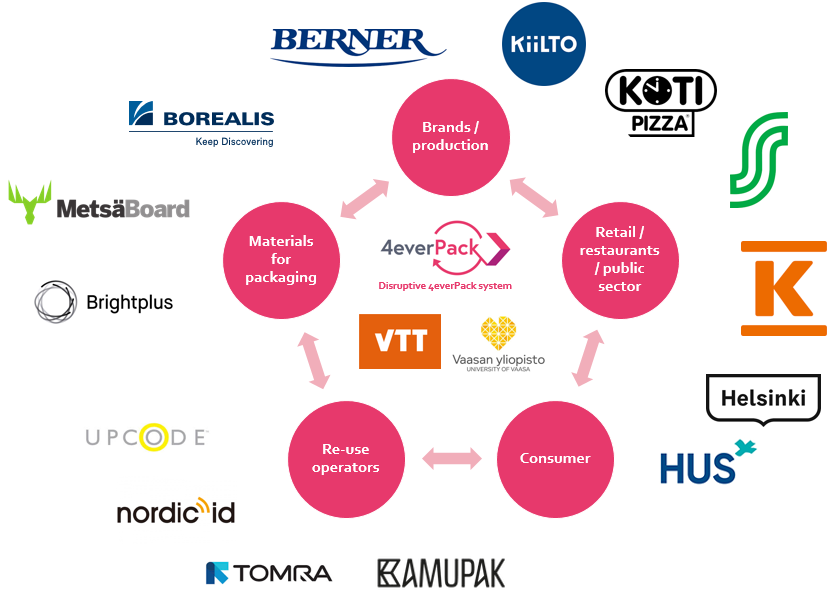 BERNER
KiiLTO
KOTI
PIZZA
BOREALIS
Keep Discovering
Brands /
production
MetsäBoard
Materials
for
packaging
4everPack
Disruptive 4everPack system
Retail /
restaurants
/ public
sector
K
Brightplus
VTT
Vaasan yliopisto
UNIVERSITY OF VAASA
Helsinki
UPCODE
Re-use
operators
Consumer
HUS
nordic id
TOMRA
KAMUPAK